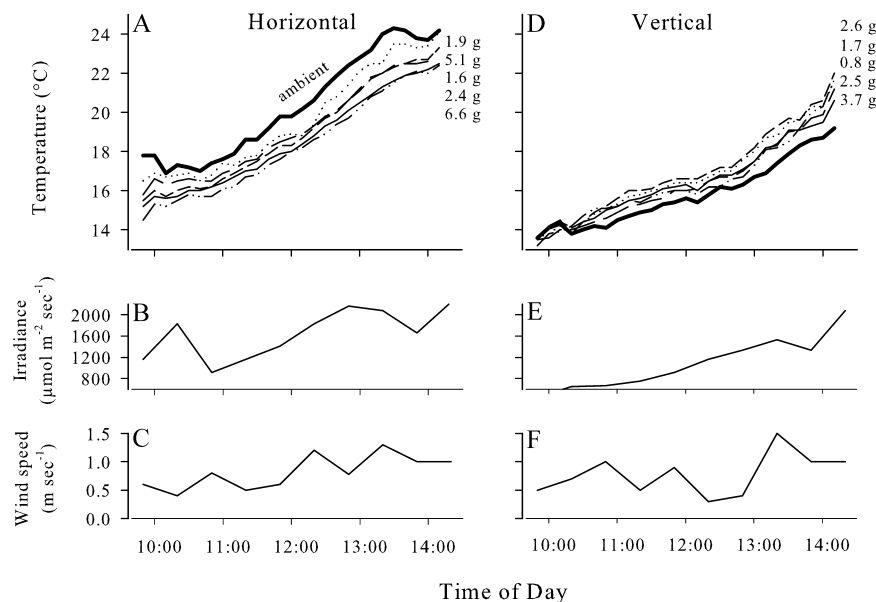 A Horizontal
24
22
20
18
16
14
Temperature (°C)
ambient
1.9 g
5.1 g
1.6 g
2.4 g
6.6 g
D Vertical
2.6 g
1.7 g
0.8 g
2.5 g
3.7 g
B
2000
1600
1200
800
Irradiance
(μmol m-2 sec-1)
E
C
1.5
1.0
0.5
0.0
Wind speed
(m sec-1)
F
10:00 11:00 12:00 13:00 14:00
10:00 11:00 12:00 13:00 14:00
Time of Day